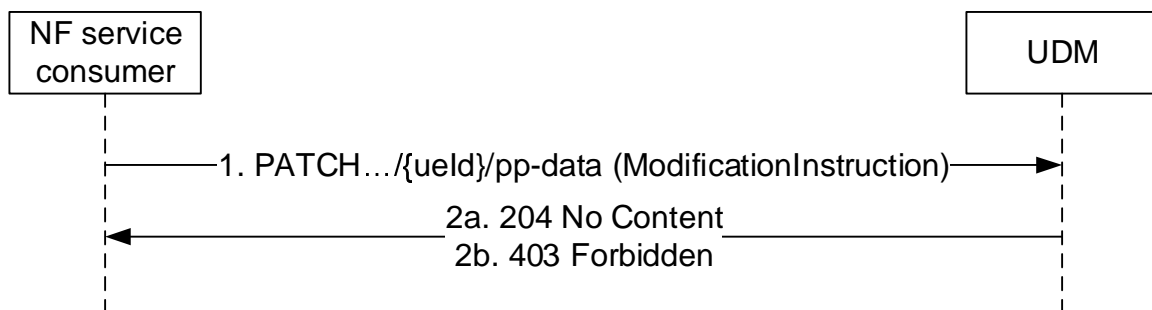 NF service
consumer
UDM
1. PATCH…/{ueId}/pp-data (ModificationInstruction)
2a. 204 No Content
2b. 403 Forbidden